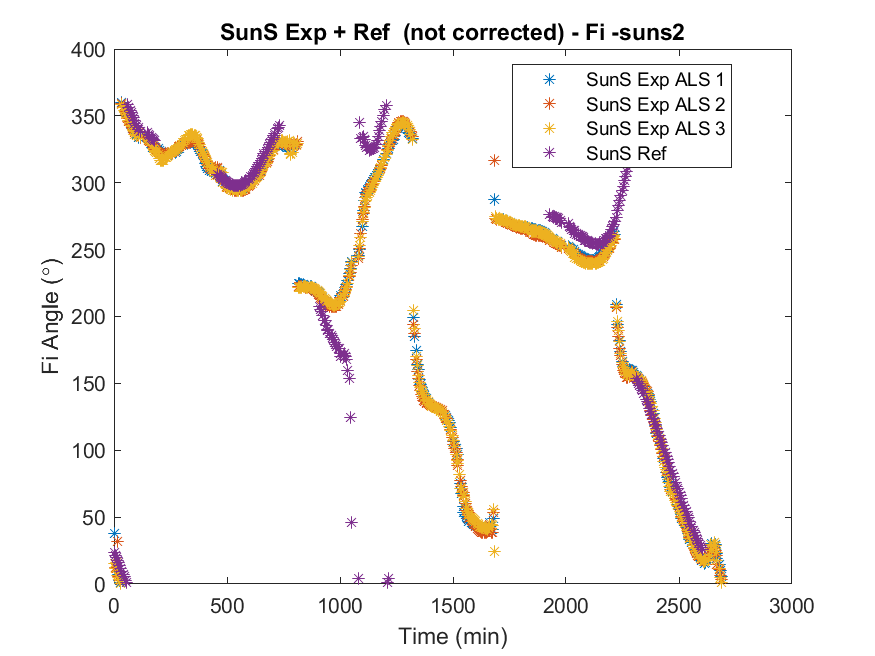 SunS Exp + Ref  (not corrected) - Fi -suns2
400
350
300
250
200
150
100
50
0
Fi Angle (°)
SunS Exp ALS 1
SunS Exp ALS 2
SunS Exp ALS 3
SunS Ref
0
500
1000
1500
2000
2500
3000
Time (min)